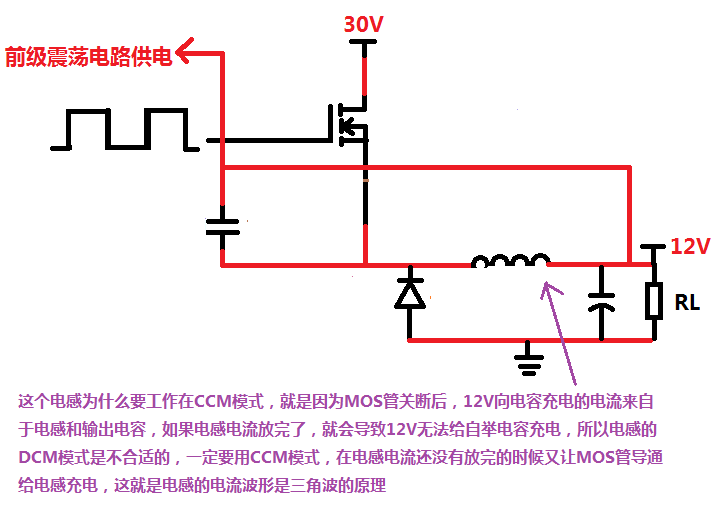 30V
前级震荡电路供电
12V
RL
这个电感为什么要工作在CCM模式，就是因为MOS管关断后，12V向电容充电的电流来自
于电感和输出电容，如果电感电流放完了，就会导致12V无法给自举电容充电，所以电感的
DCM模式是不合适的，一定要用CCM模式，在电感电流还没有放完的时候又让MOS管导通
给电感充电，这就是电感的电流波形是三角波的原理